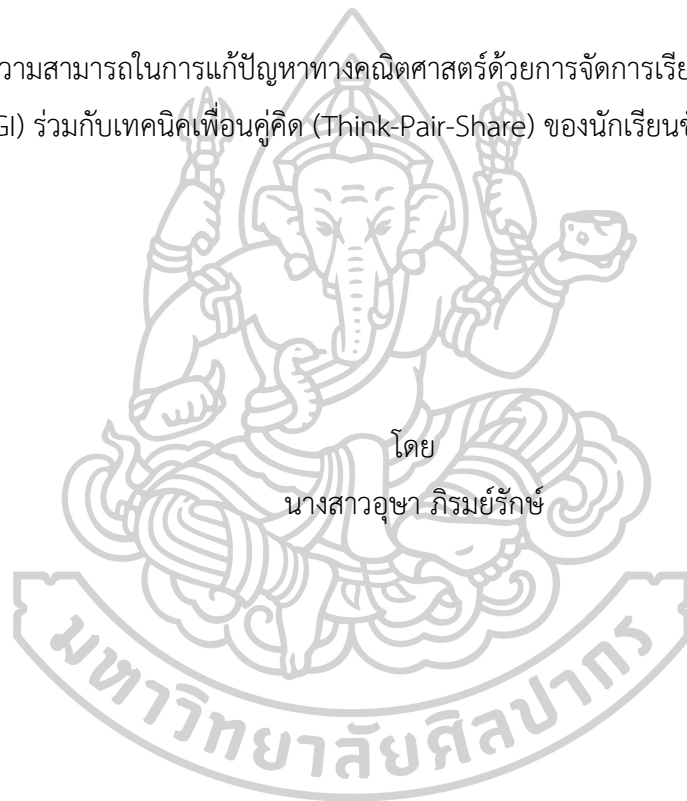 วามสามารถในการแก้ปัญหาทางคณิตศาสตร์ด้วยการจัดการเรีย
GI) ร่วมกับเทคนิคเพื่อนคู่คิด (Think-Pair-Share) ของนักเรียนชั
โดย
นางสาวอุษา ภิรมย์รักษ์
มหาวิทยาลัยศิลปากร